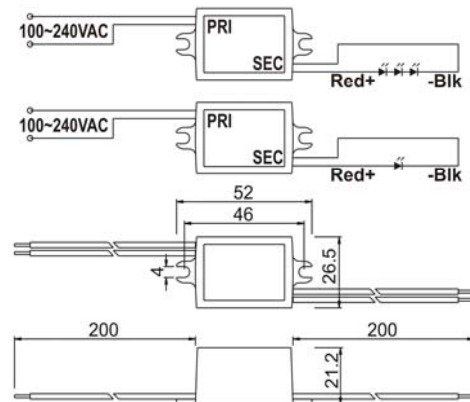 PRI
100~240VAC
SEC
Red+ -Blk
PRI
100~240VAC
SEC
Red+ -Blk
52
46
4
26.5
200 200
21.2